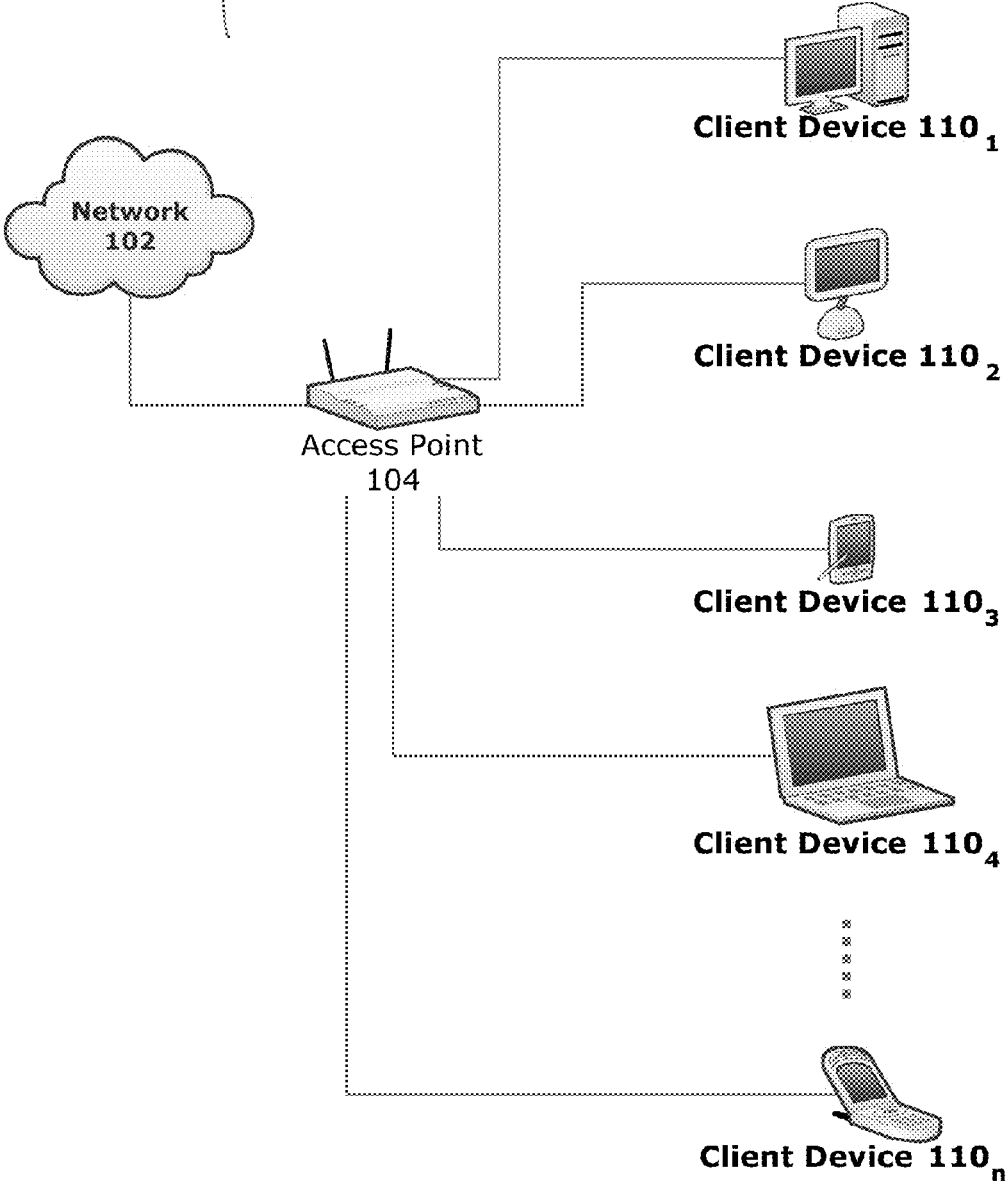 Client Device 110₁
Network
102
Client Device 110₂
Access Point
104
Client Device 110₃
Client Device 110₄
Client Device 110ₙ